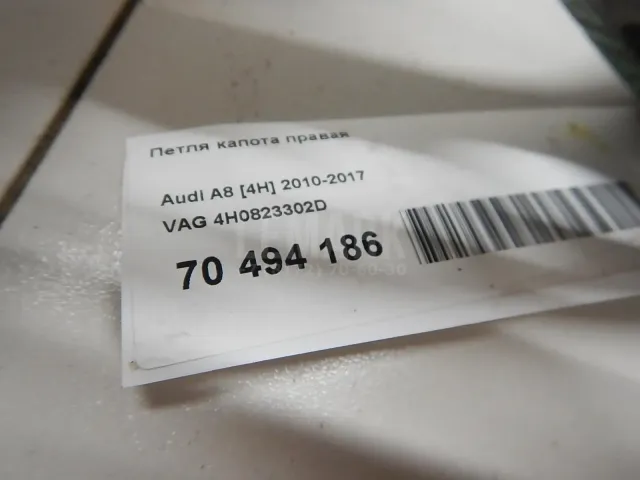 Петля капота правая
Audi A8 [4H] 2010-2017
VAG 4H0823302D
70 494 186